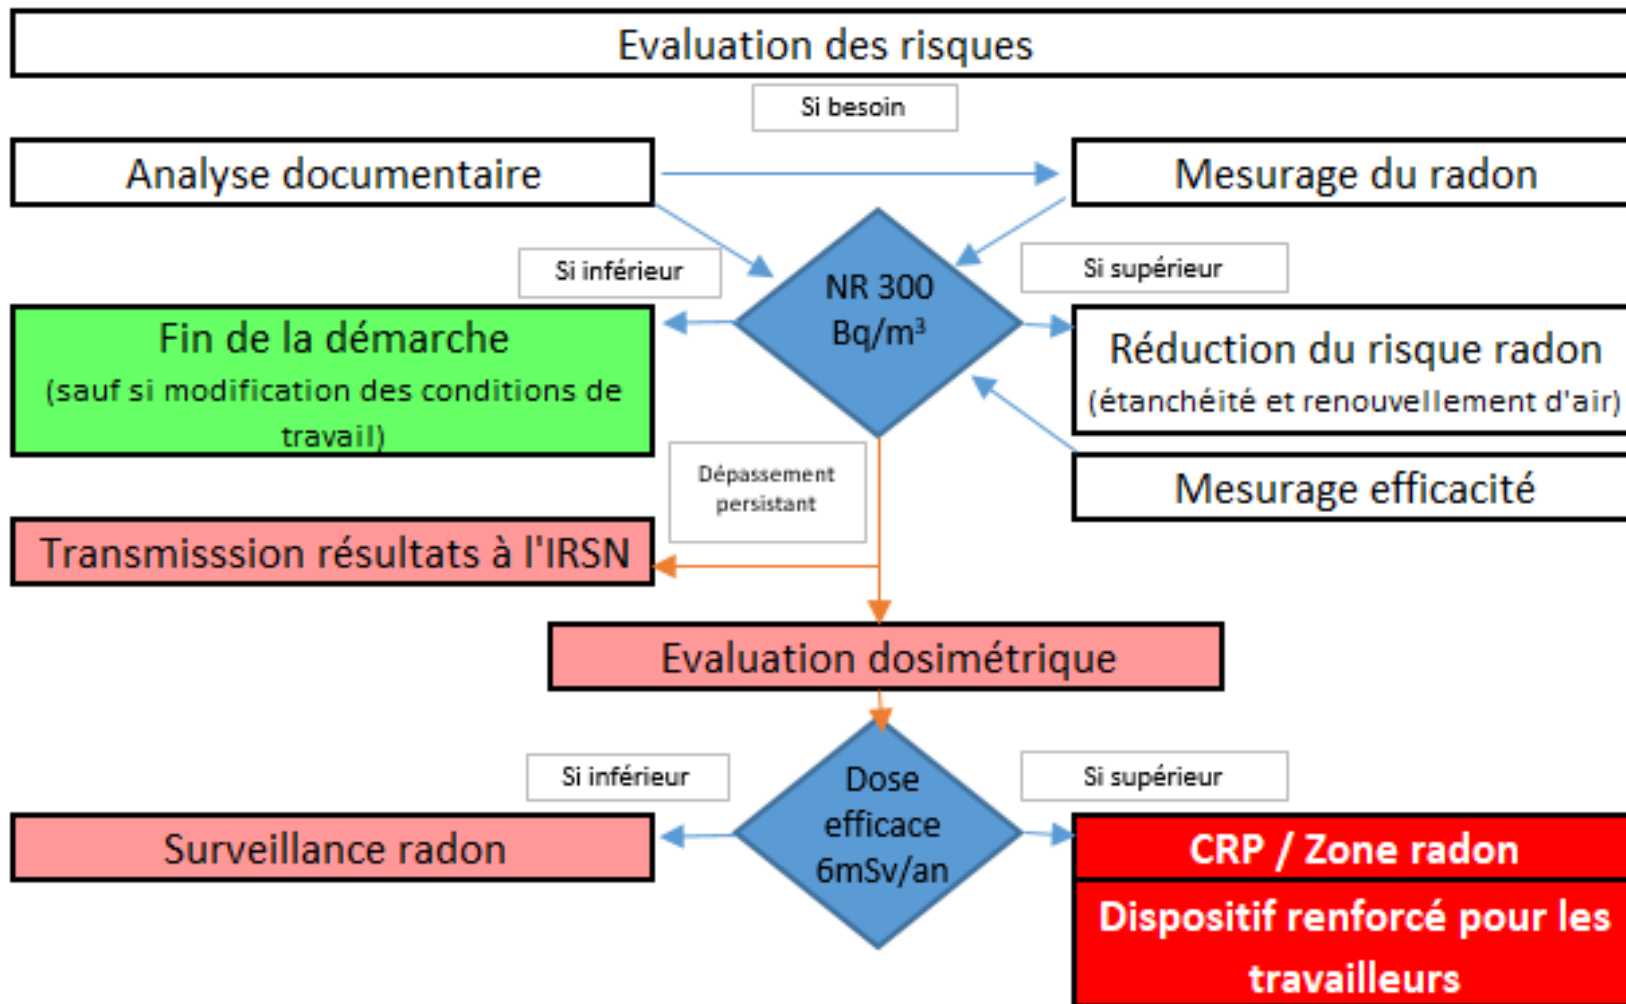 Evaluation des risques
Si besoin
Analyse documentaire
Mesurage du radon
Si inférieur
NR 300
Bq/m³
Si supérieur
Fin de la démarche
(sauf si modification des conditions de
travail)
Réduction du risque radon
(étanchéité et renouvellement d'air)
Dépassement
persistant
Mesurage efficacité
Transmisssion résultats à l'IRSN
Evaluation dosimétrique
Si inférieur
Dose
efficace
6mSv/an
Si supérieur
Surveillance radon
CRP / Zone radon
Dispositif renforcé pour les
travailleurs